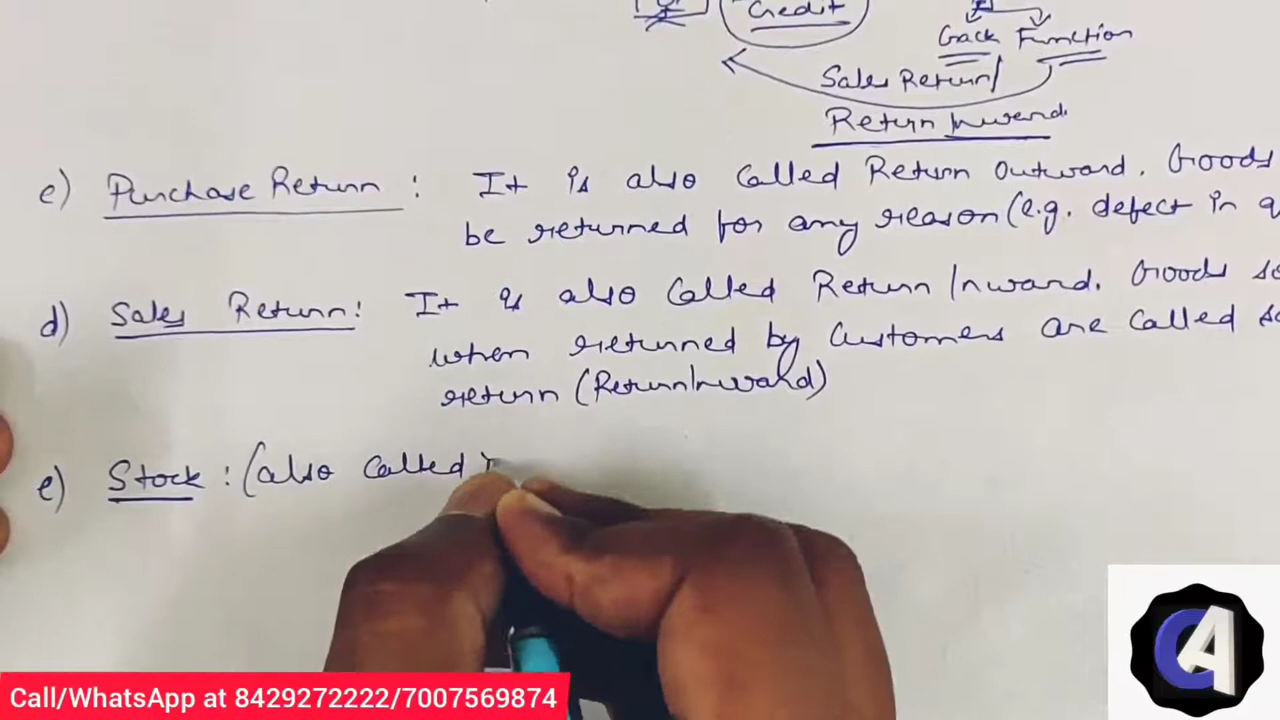 Credit
Crack Function
Sales Return/
Return Inward
c) Purchase Return : It is also called Return Outward. Goods
be returned for any reason (e.g. defect in q
d) Sales Return: It is also called Return Inward. Goods
when returned by Customers are called
return (Return Inward)
e) Stock : (also called
CA
Call/WhatsApp at 8429272222/7007569874